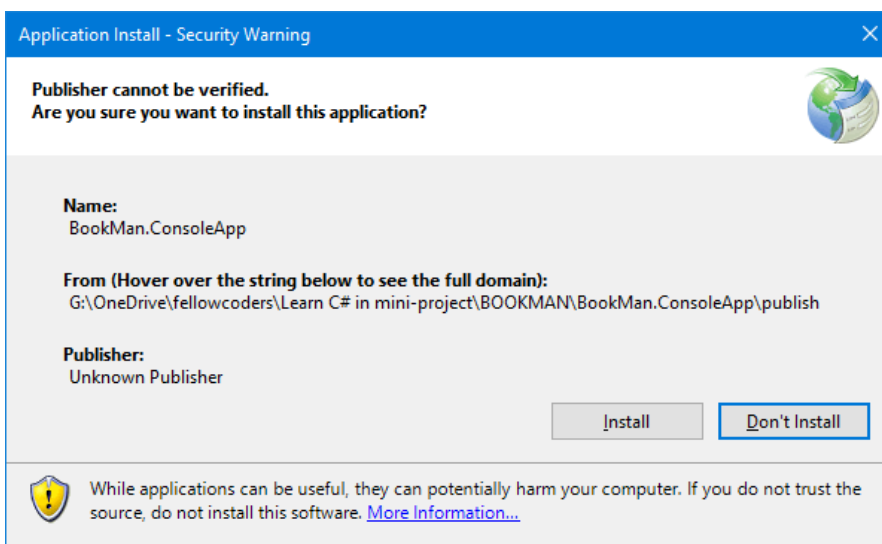 Application Install - Security Warning
Publisher cannot be verified.
Are you sure you want to install this application?
Name:
BookMan.ConsoleApp
From (Hover over the string below to see the full domain):
G:\OneDrive\fellowcoders\Learn C# in mini-project\BOOKMAN\BookMan.ConsoleApp\publish
Publisher:
Unknown Publisher
Install
Don't Install
While applications can be useful, they can potentially harm your computer. If you do not trust the
source, do not install this software. More Information...